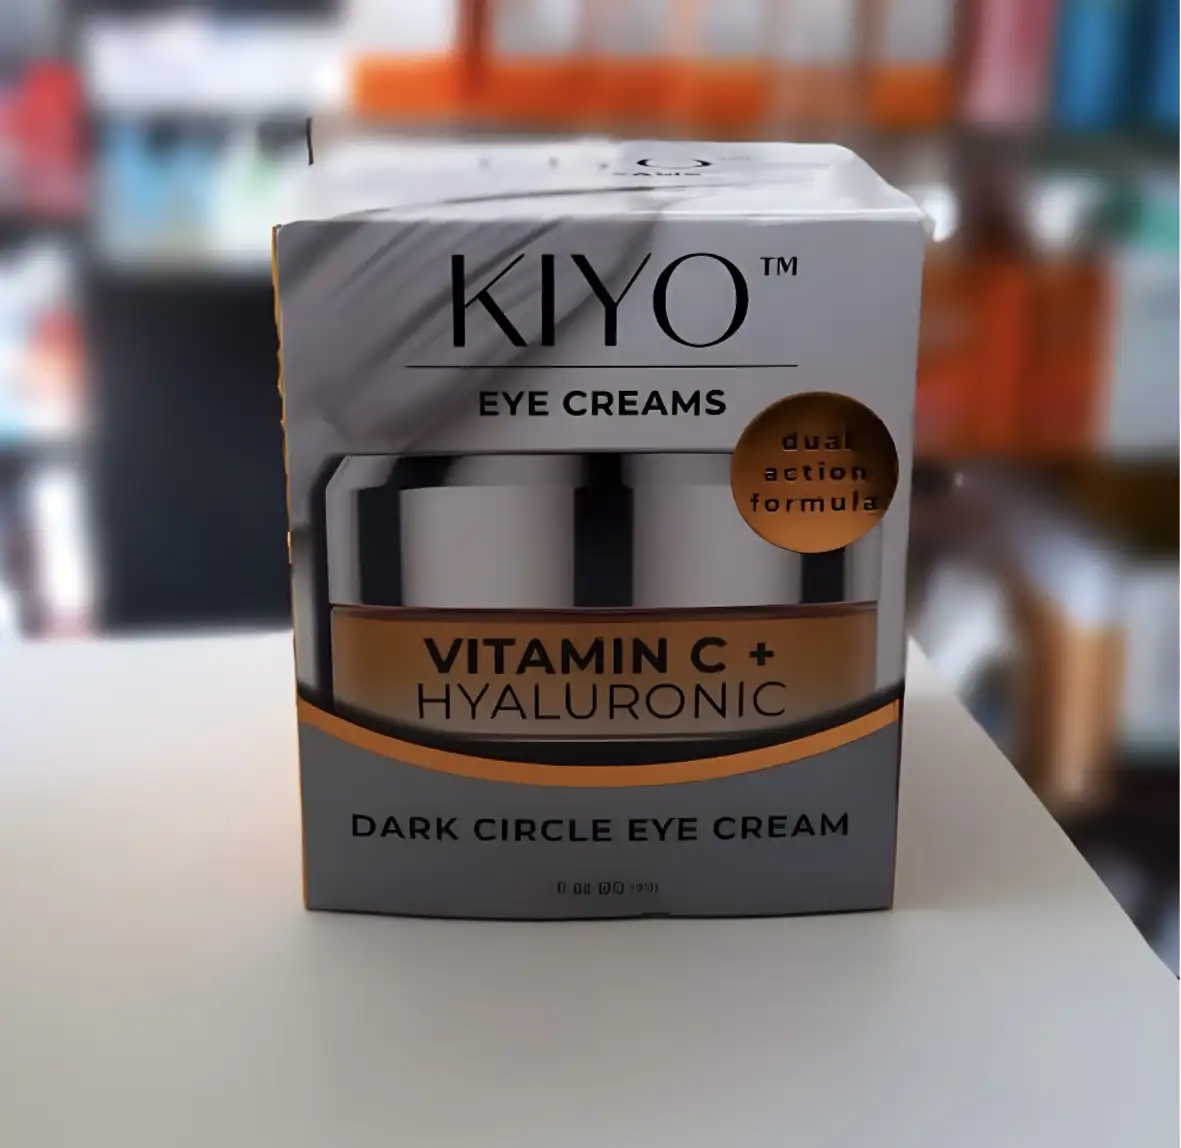 KIYO™
EYE CREAMS
dual
action
formula
VITAMIN C +
HYALURONIC
DARK CIRCLE EYE CREAM